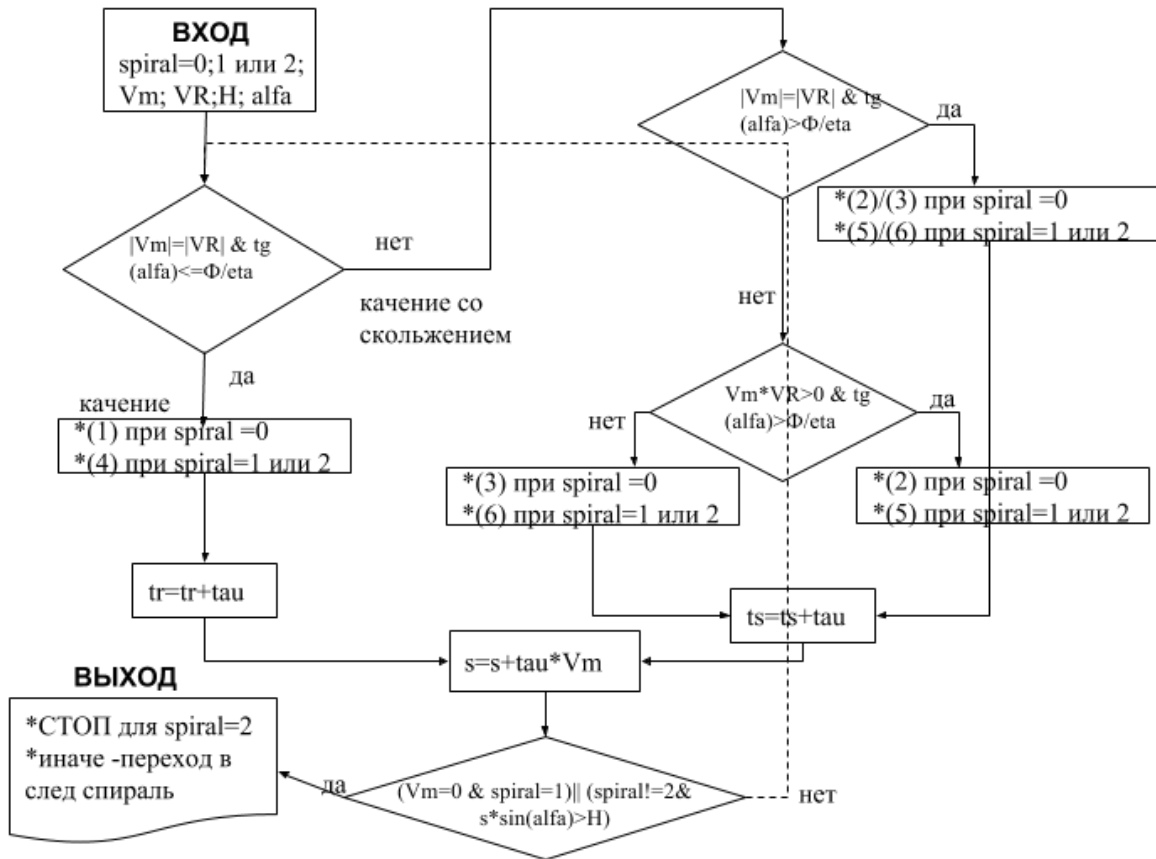 ВХОД
spiral=0;1 или 2;
Vm; VR;H; alfa
|Vm|=|VR| & tg
(alfa)<=Ф/eta
нет
качение со
скольжением
да
качение
*(1) при spiral =0
*(4) при spiral=1 или 2
tr=tr+tau
|Vm|=|VR| & tg
(alfa)>Ф/eta
да
*(2)/(3) при spiral =0
*(5)/(6) при spiral=1 или 2
нет
Vm*VR>0 & tg
(alfa)>Ф/eta
нет
да
*(3) при spiral =0
*(6) при spiral=1 или 2
*(2) при spiral =0
*(5) при spiral=1 или 2
ts=ts+tau
s=s+tau*Vm
ВЫХОД
*СТОП для spiral=2
*иначе -переход в
след спираль
да
(Vm=0 & spiral=1)|| (spiral!=2&
s*sin(alfa)>H)
нет